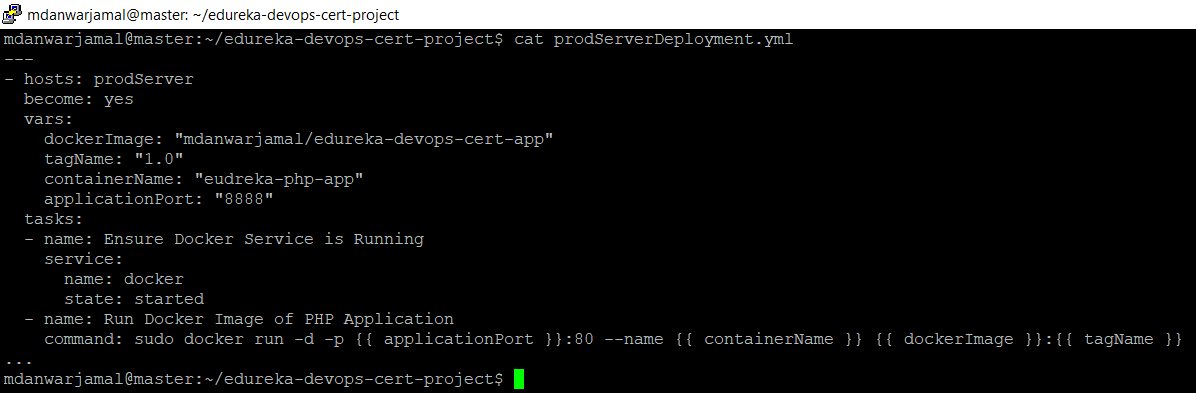 mdanwarjamal@master: ~/edureka-devops-cert-project
mdanwarjamal@master:~/edureka-devops-cert-project$ cat prodServerDeployment.yml
---
- hosts: prodServer
  become: yes
  vars:
    dockerImage: "mdanwarjamal/edureka-devops-cert-app"
    tagName: "1.0"
    containerName: "eudreka-php-app"
    applicationPort: "8888"
  tasks:
  - name: Ensure Docker Service is Running
    service:
      name: docker
      state: started
  - name: Run Docker Image of PHP Application
    command: sudo docker run -d -p {{ applicationPort }}:80 --name {{ containerName }} {{ dockerImage }}:{{ tagName }}
...
mdanwarjamal@master:~/edureka-devops-cert-project$